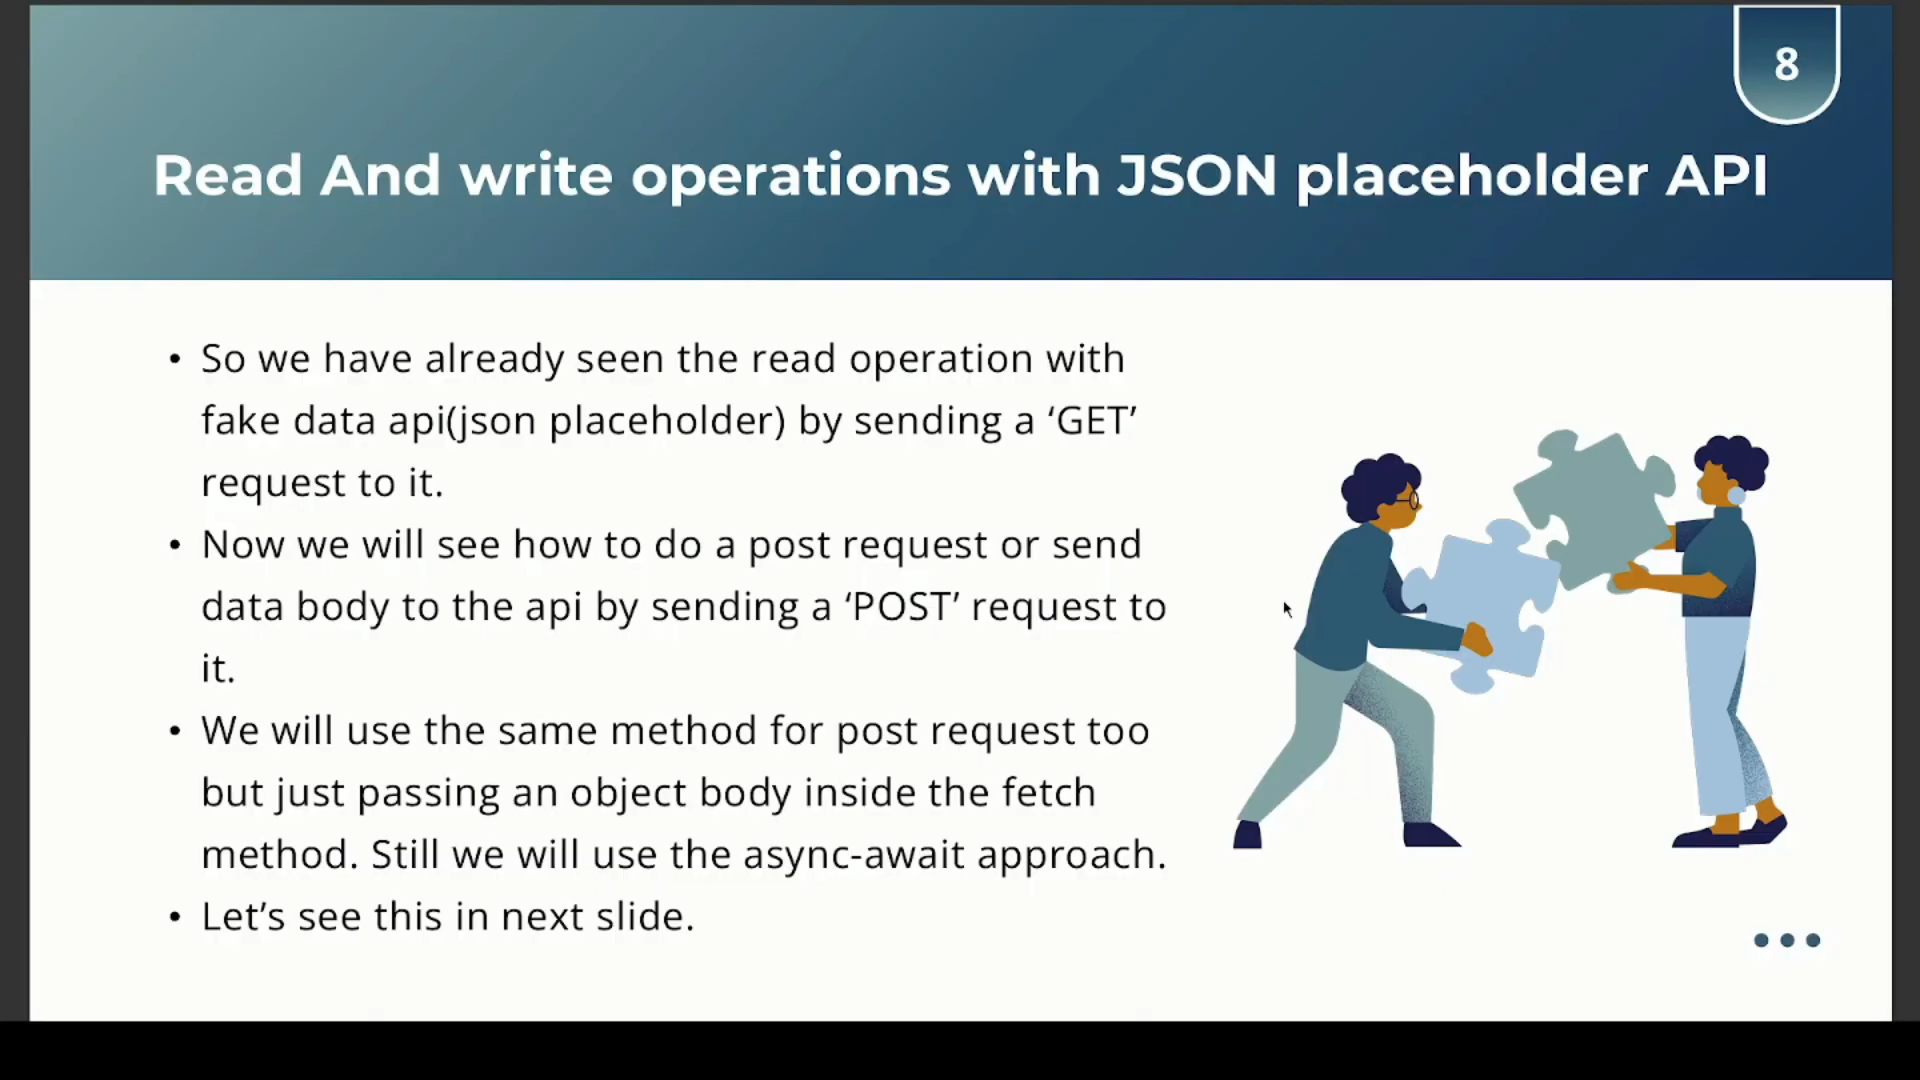 8
Read And write operations with JSON placeholder API
• So we have already seen the read operation with
fake data api(json placeholder) by sending a ‘GET’
request to it.
• Now we will see how to do a post request or send
data body to the api by sending a ‘POST’ request to
it.
• We will use the same method for post request too
but just passing an object body inside the fetch
method. Still we will use the async-await approach.
• Let’s see this in next slide.